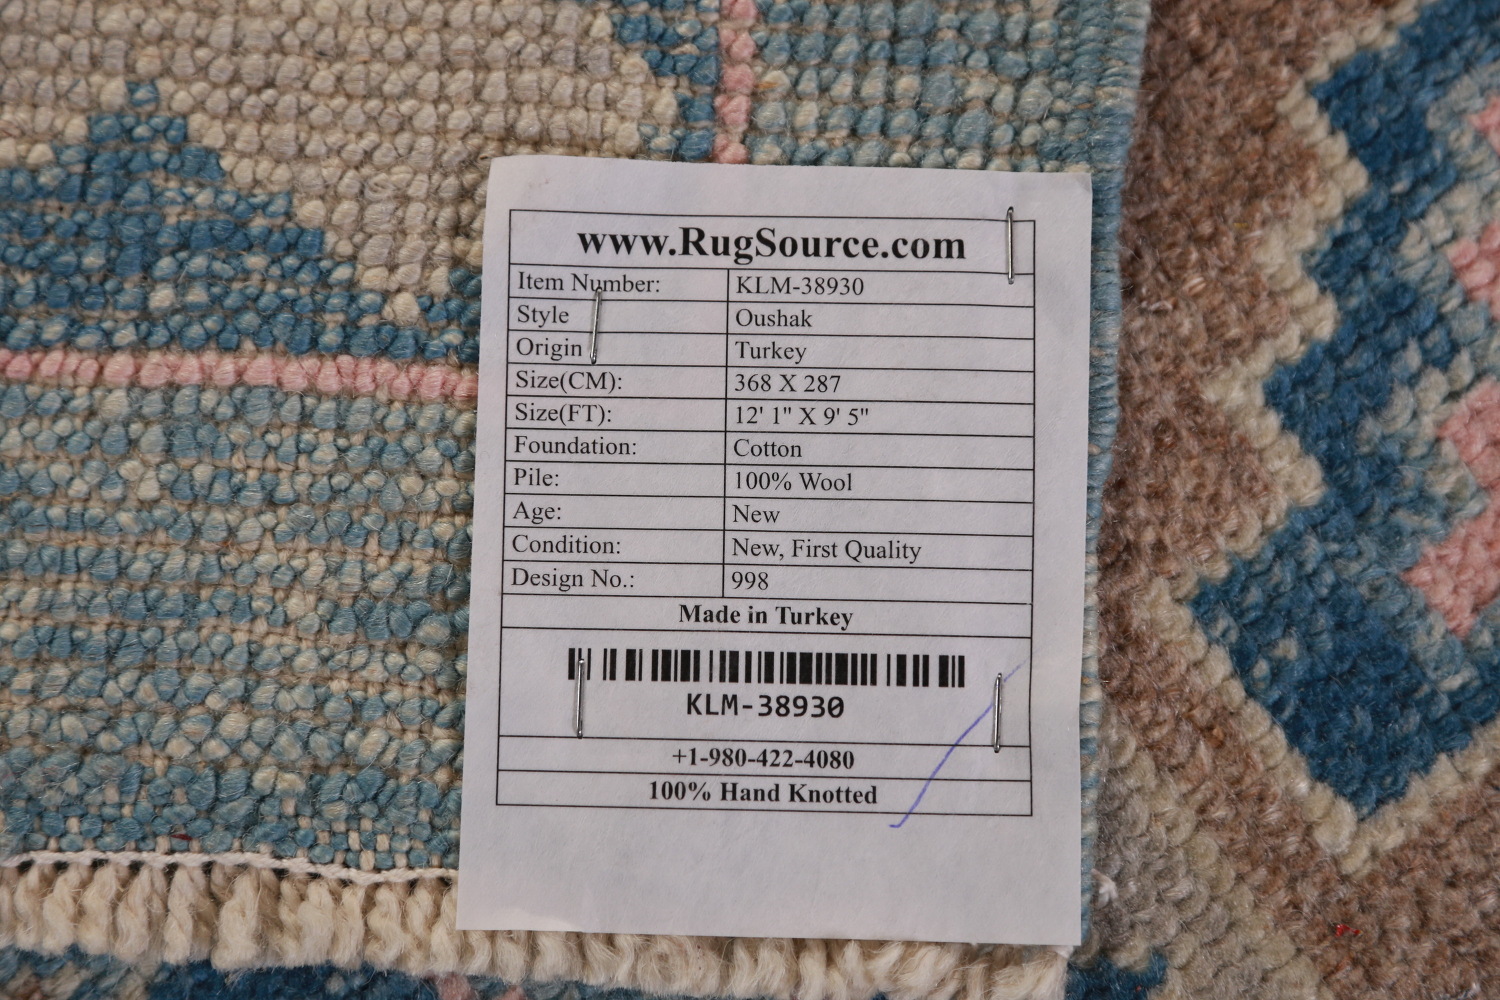 www.RugSource.com
Item Number: KLM-38930
Style Oushak
Origin Turkey
Size(CM): 368 X 287
Size(FT): 12' 1" X 9' 5"
Foundation: Cotton
Pile: 100% Wool
Age: New
Condition: New, First Quality
Design No.: 998
Made in Turkey
KLM-38930
+1-980-422-4080
100% Hand Knotted